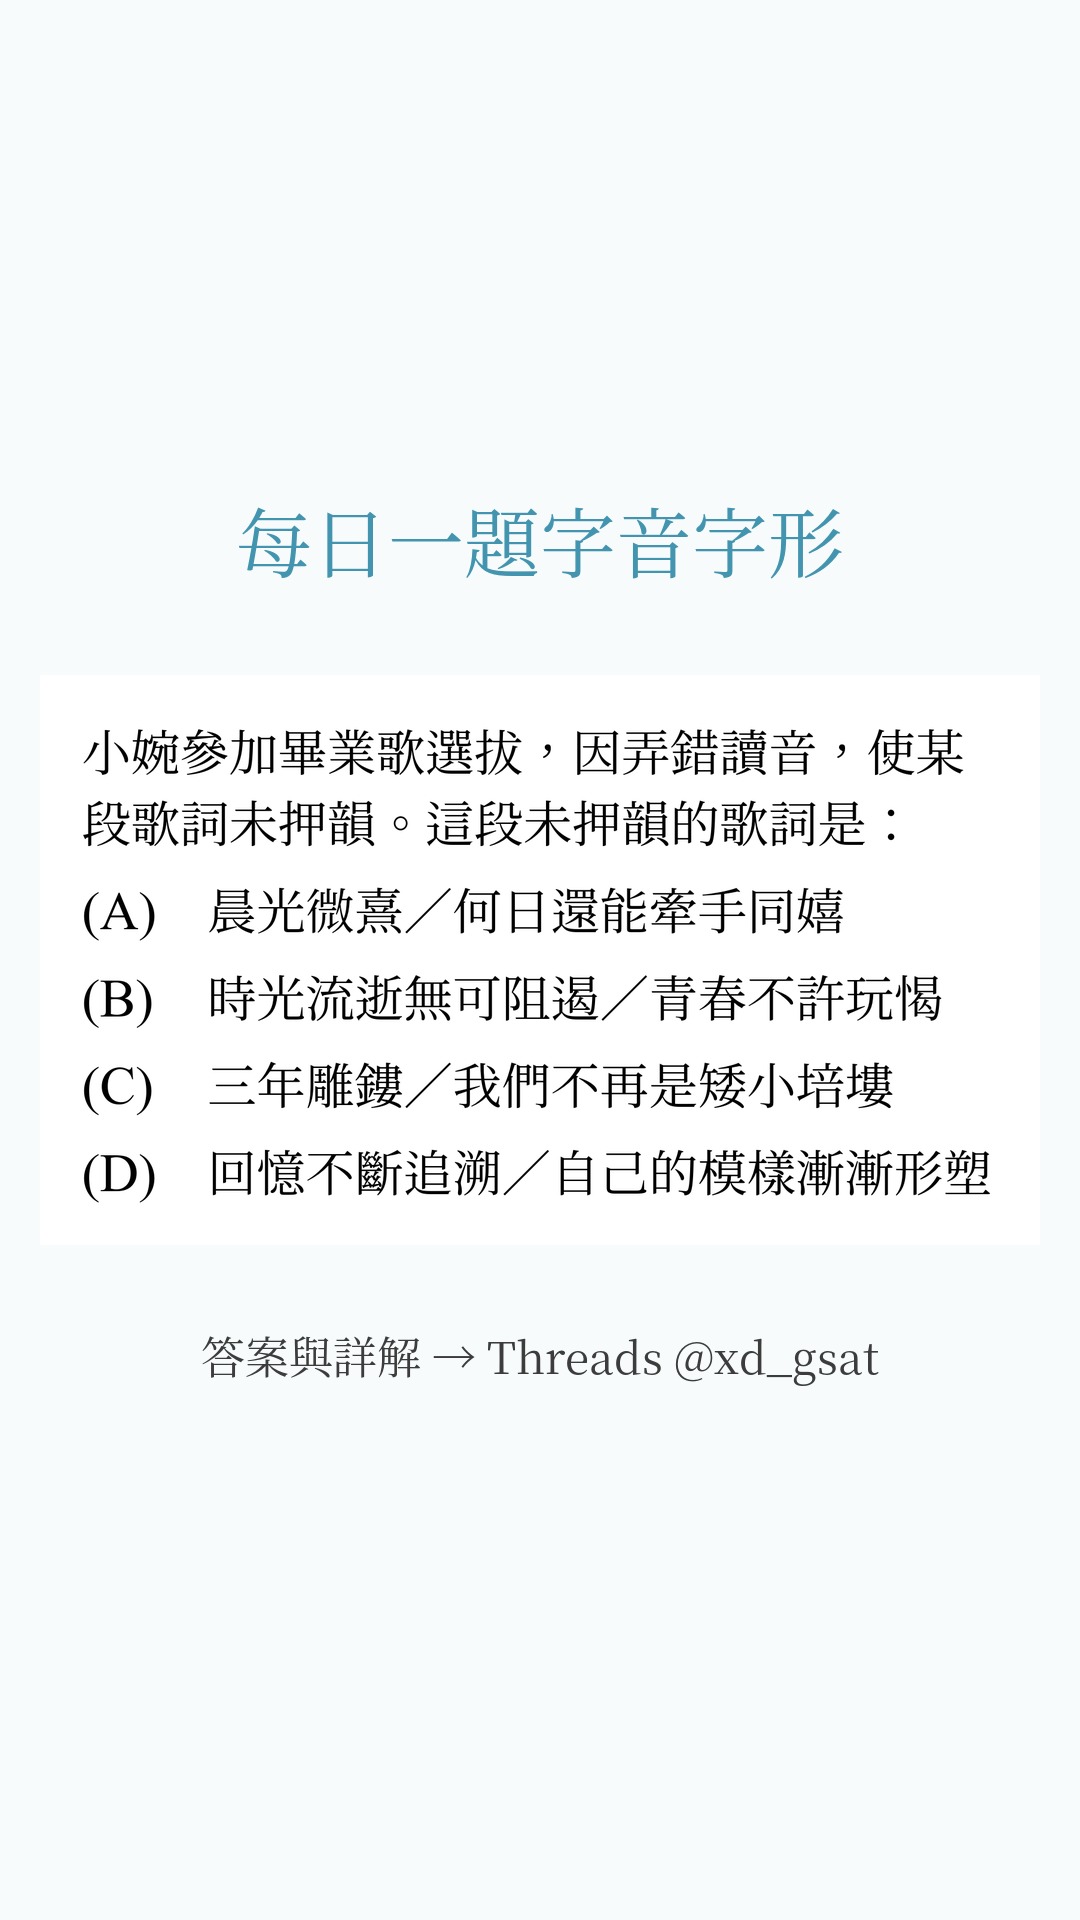 每日一題字音字形
小婉參加畢業歌選拔，因弄錯讀音，使某
段歌詞未押韻。這段未押韻的歌詞是：
(A) 晨光微熹／何日還能牽手同嬉
(B) 時光流逝無可阻遏／青春不許玩愒
(C) 三年雕鏤／我們不再是矮小培塿
(D) 回憶不斷追溯／自己的模樣漸漸形塑
答案與詳解 → Threads @xd_gsat